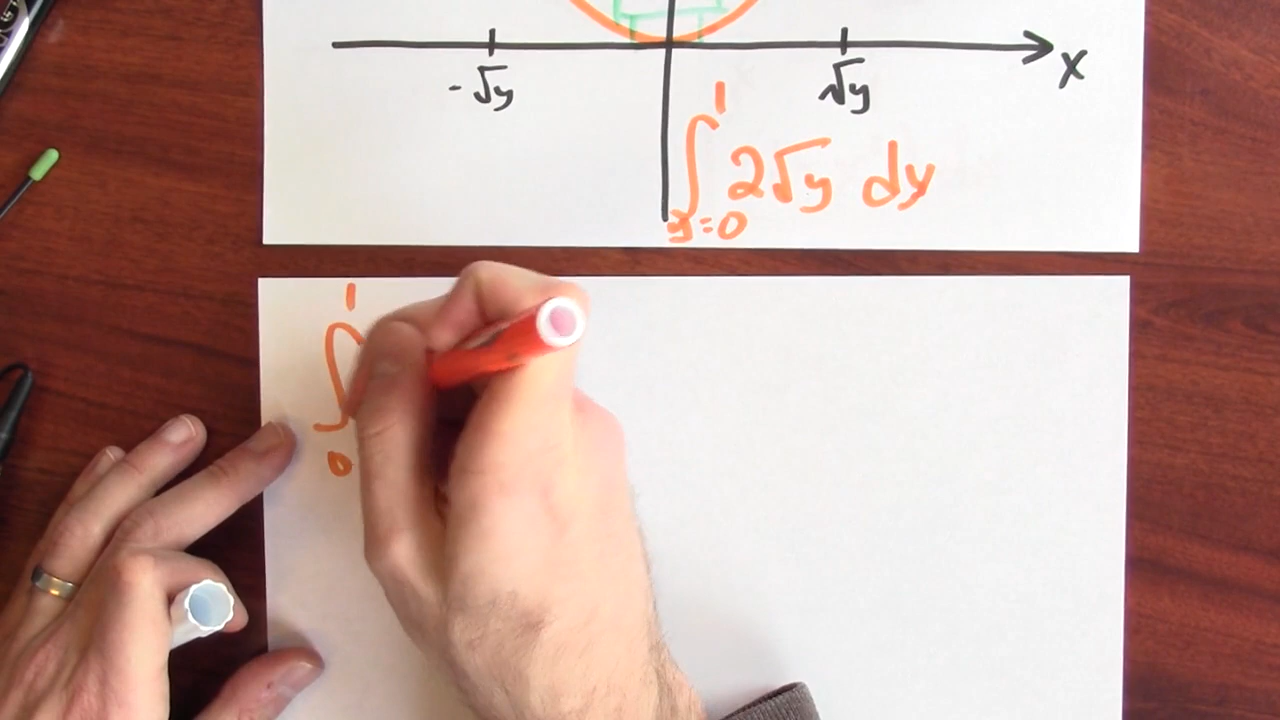 -√y √y x
∫ 1 y=0 2√y dy
∫ 1 0